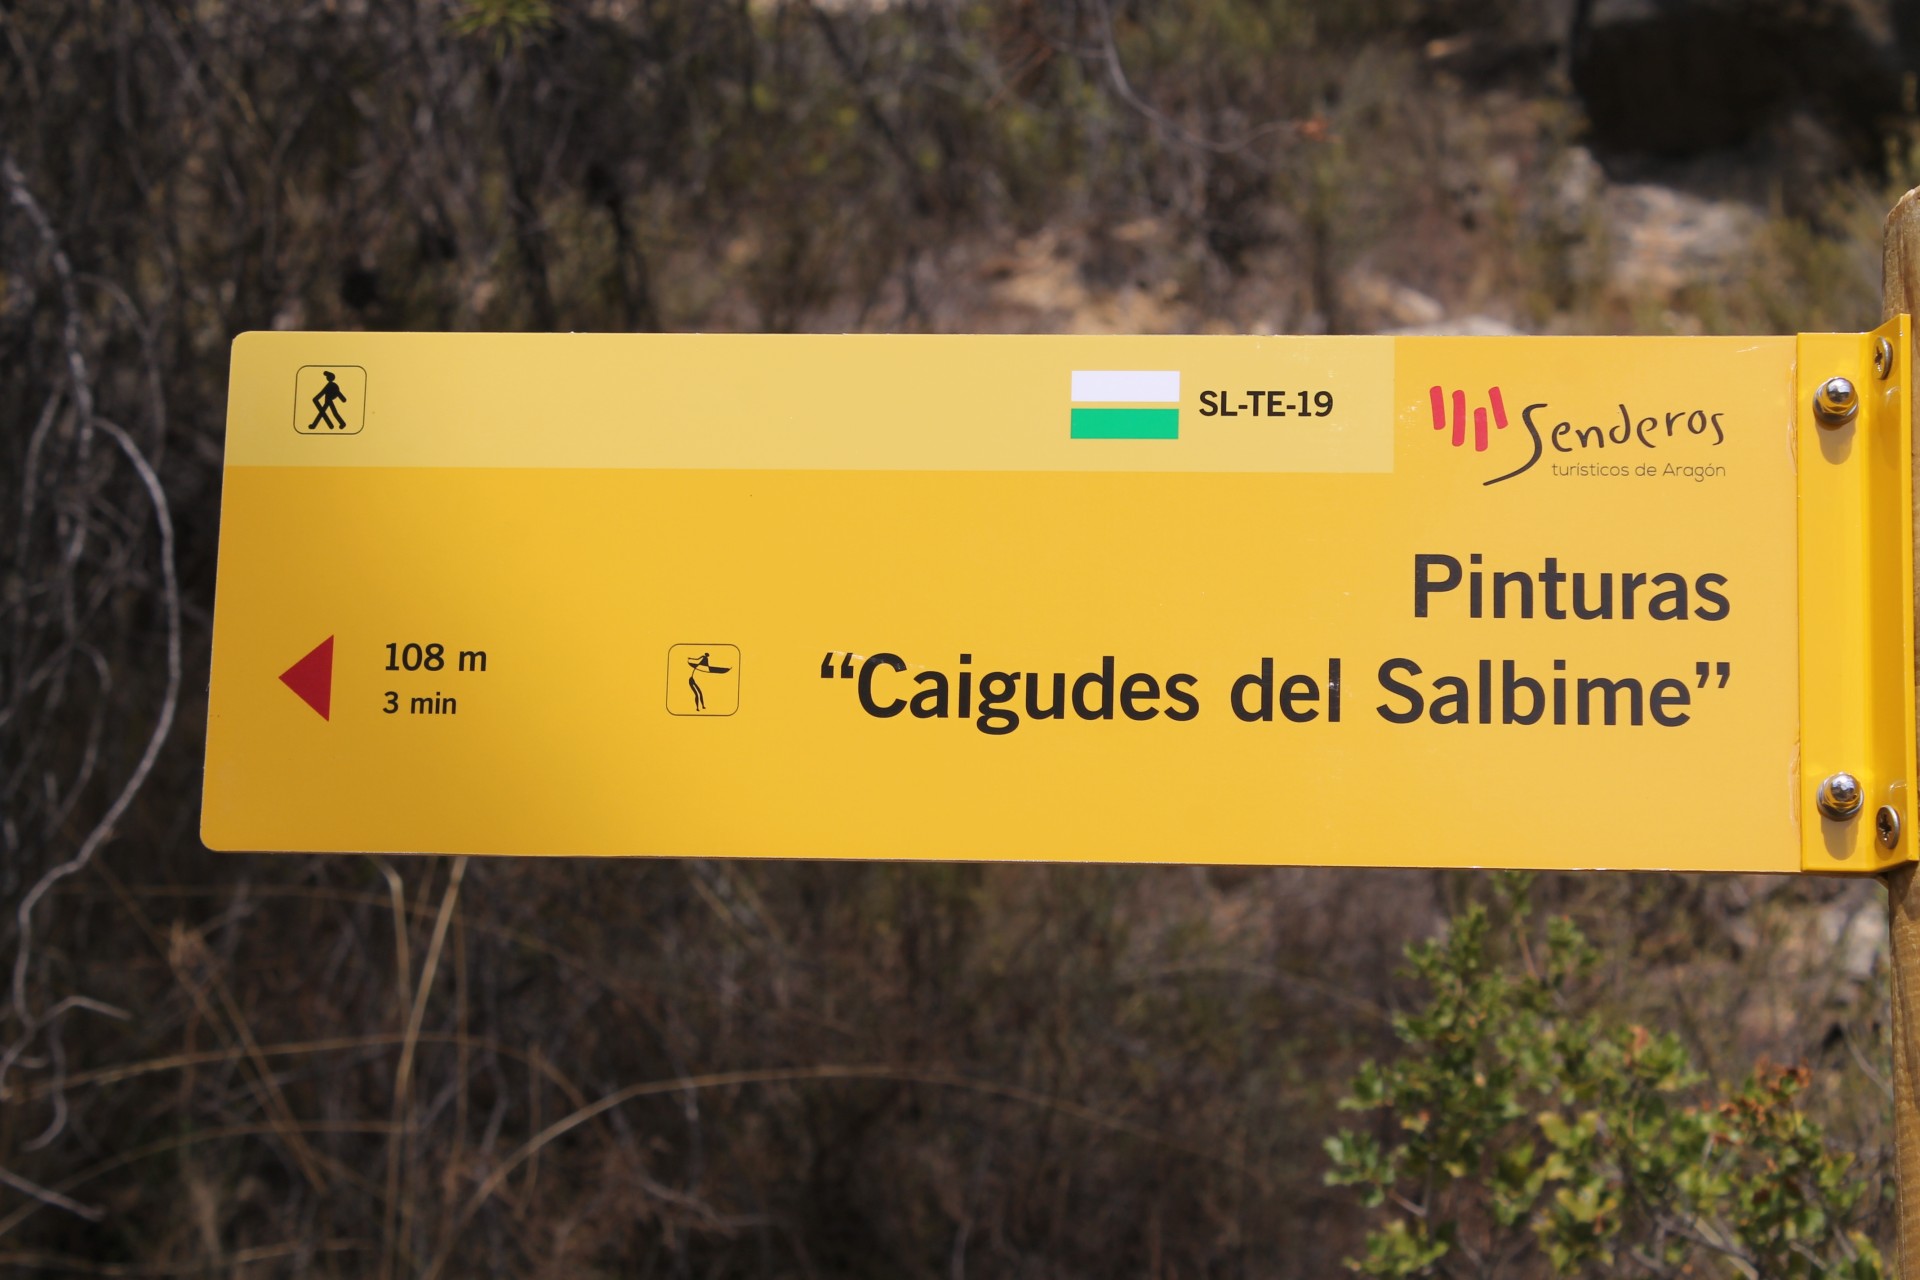 SL-TE-19
Senderos
turísticos de Aragón
Pinturas
“Caigudes del Salbime”
108 m
3 min